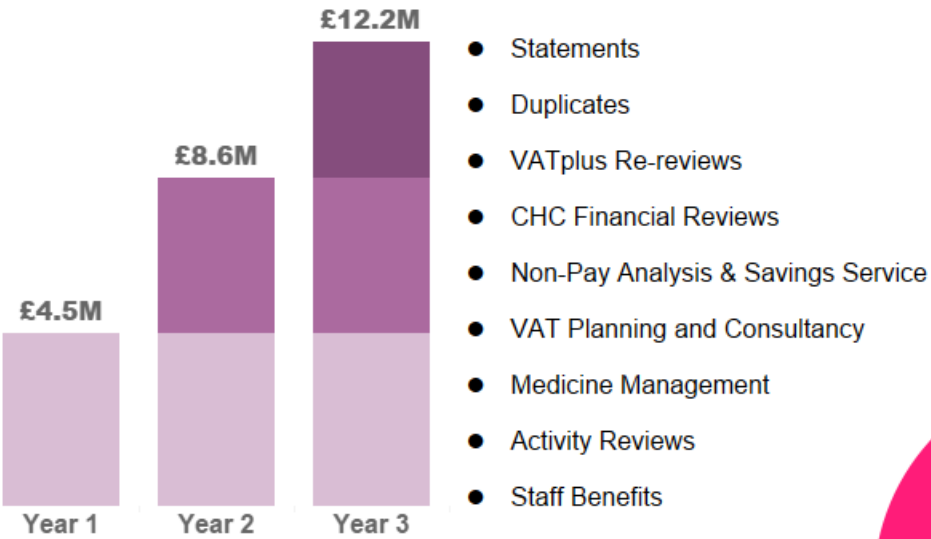 £12.2M
£8.6M
£4.5M
Year 1
Year 2
Year 3
● Statements
● Duplicates
● VATplus Re-reviews
● CHC Financial Reviews
● Non-Pay Analysis & Savings Service
● VAT Planning and Consultancy
● Medicine Management
● Activity Reviews
● Staff Benefits